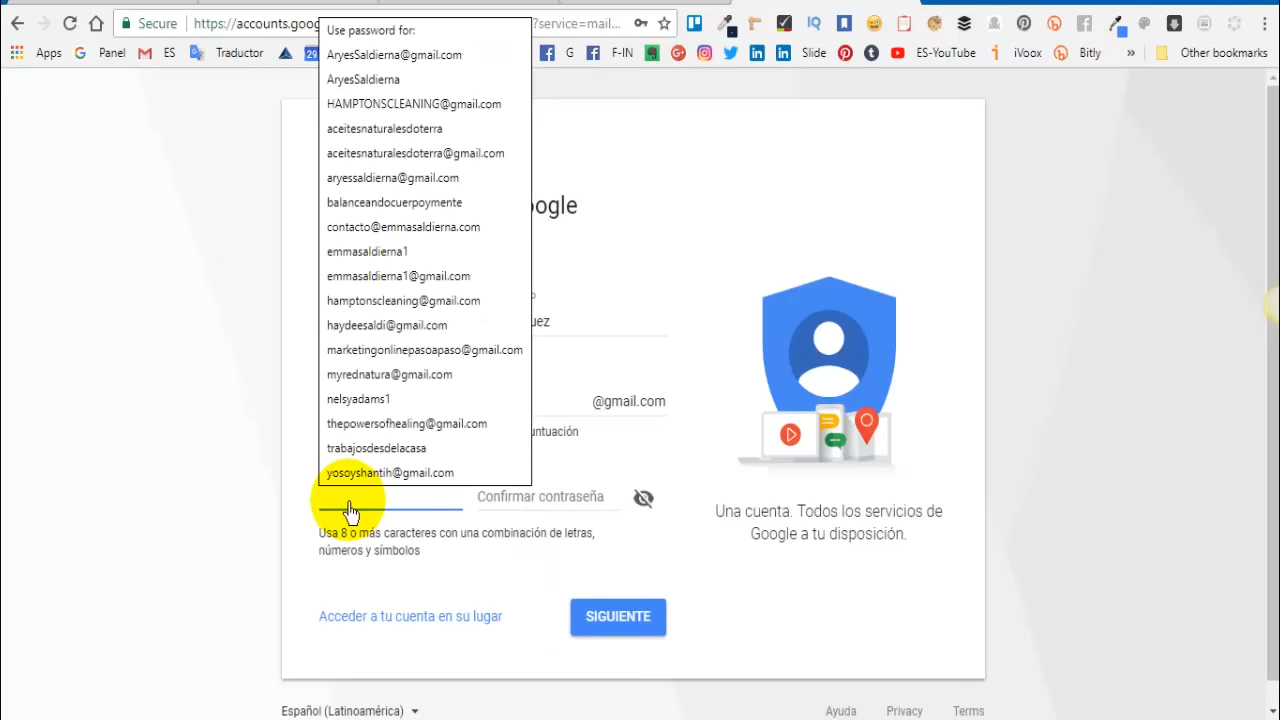 Secure
https://accounts.goog
?service=mail...
Apps
Panel
ES
Traductor
29
G
F-IN
Slide
ES-YouTube
iVoox
Bitly
»
Other bookmarks
Use password for:
AryesSaldierna@gmail.com
AryesSaldierna
HAMPTONSCLEANING@gmail.com
aceitesnaturalesdoterra
aceitesnaturalesdoterra@gmail.com
aryessaldierna@gmail.com
balanceandocuerpoymente
contacto@emmasaldierna.com
emmasaldierna1
emmasaldierna1@gmail.com
hamptonscleaning@gmail.com
haydeesaldi@gmail.com
marketingonlinepasoapaso@gmail.com
myrednatura@gmail.com
nelsyadams1
thepowersofhealing@gmail.com
trabajosdesdelacasa
yosoyshantih@gmail.com
oogle
o
uez
@gmail.com
untuación
Confirmar contraseña
Usa 8 o más caracteres con una combinación de letras,
números y símbolos
Acceder a tu cuenta en su lugar
SIGUIENTE
Una cuenta. Todos los servicios de
Google a tu disposición.
Español (Latinoamérica)
Ayuda
Privacy
Terms